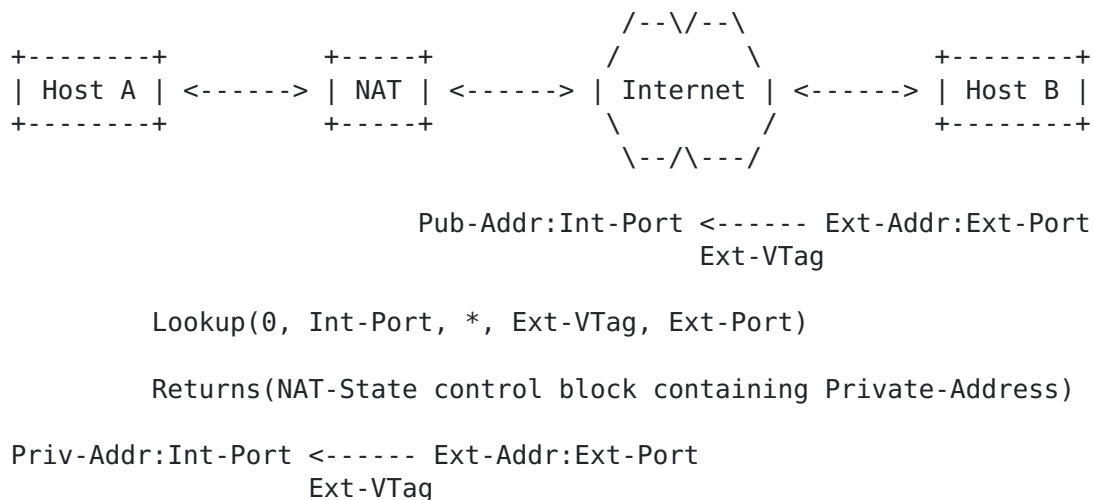 /--\/--\
+--------+          +-----+           /        \           +--------+
| Host A | <------> | NAT | <------> | Internet | <------> | Host B |
+--------+          +-----+           \        /           +--------+
\--/\---/
Pub-Addr:Int-Port <------ Ext-Addr:Ext-Port
Ext-VTag
Lookup(0, Int-Port, *, Ext-VTag, Ext-Port)
Returns(NAT-State control block containing Private-Address)
Priv-Addr:Int-Port <------ Ext-Addr:Ext-Port
Ext-VTag